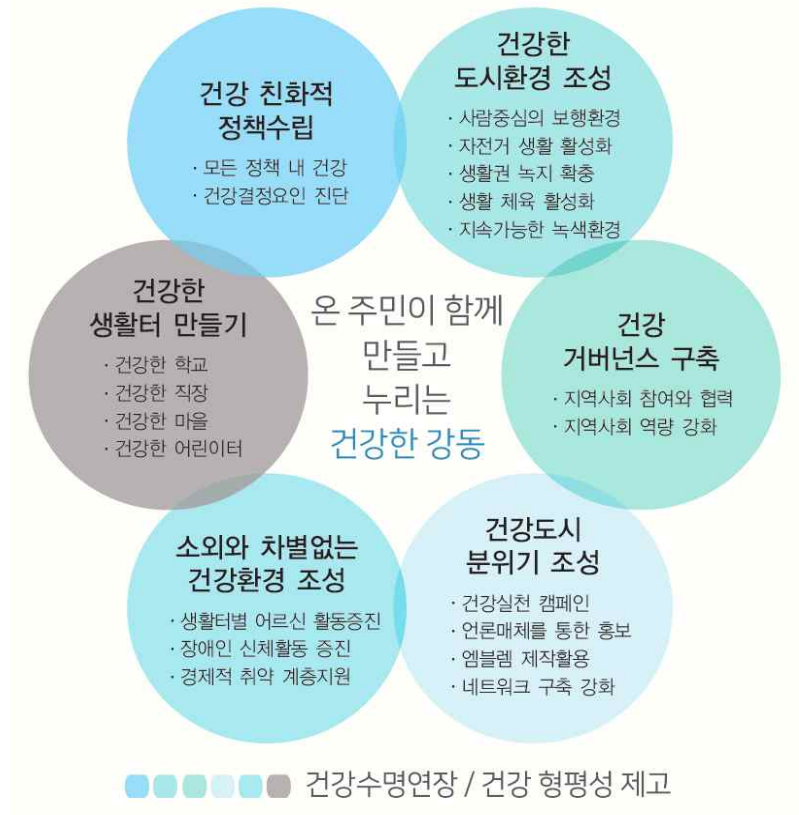 건강 친화적
정책수립
· 모든 정책 내 건강
· 건강결정요인 진단
건강한
도시환경 조성
· 사람중심의 보행환경
· 자전거 생활 활성화
· 생활권 녹지 확충
· 생활 체육 활성화
· 지속가능한 녹색환경
건강한
생활터 만들기
· 건강한 학교
· 건강한 직장
· 건강한 마을
· 건강한 어린이터
온 주민이 함께
만들고
누리는
건강한 강동
건강
거버넌스 구축
· 지역사회 참여와 협력
· 지역사회 역량 강화
소외와 차별없는
건강환경 조성
· 생활터별 어르신 활동증진
· 장애인 신체활동 증진
· 경제적 취약 계층지원
건강도시
분위기 조성
· 건강실천 캠페인
· 언론매체를 통한 홍보
· 엠블렘 제작활용
· 네트워크 구축 강화
건강수명연장 / 건강 형평성 제고